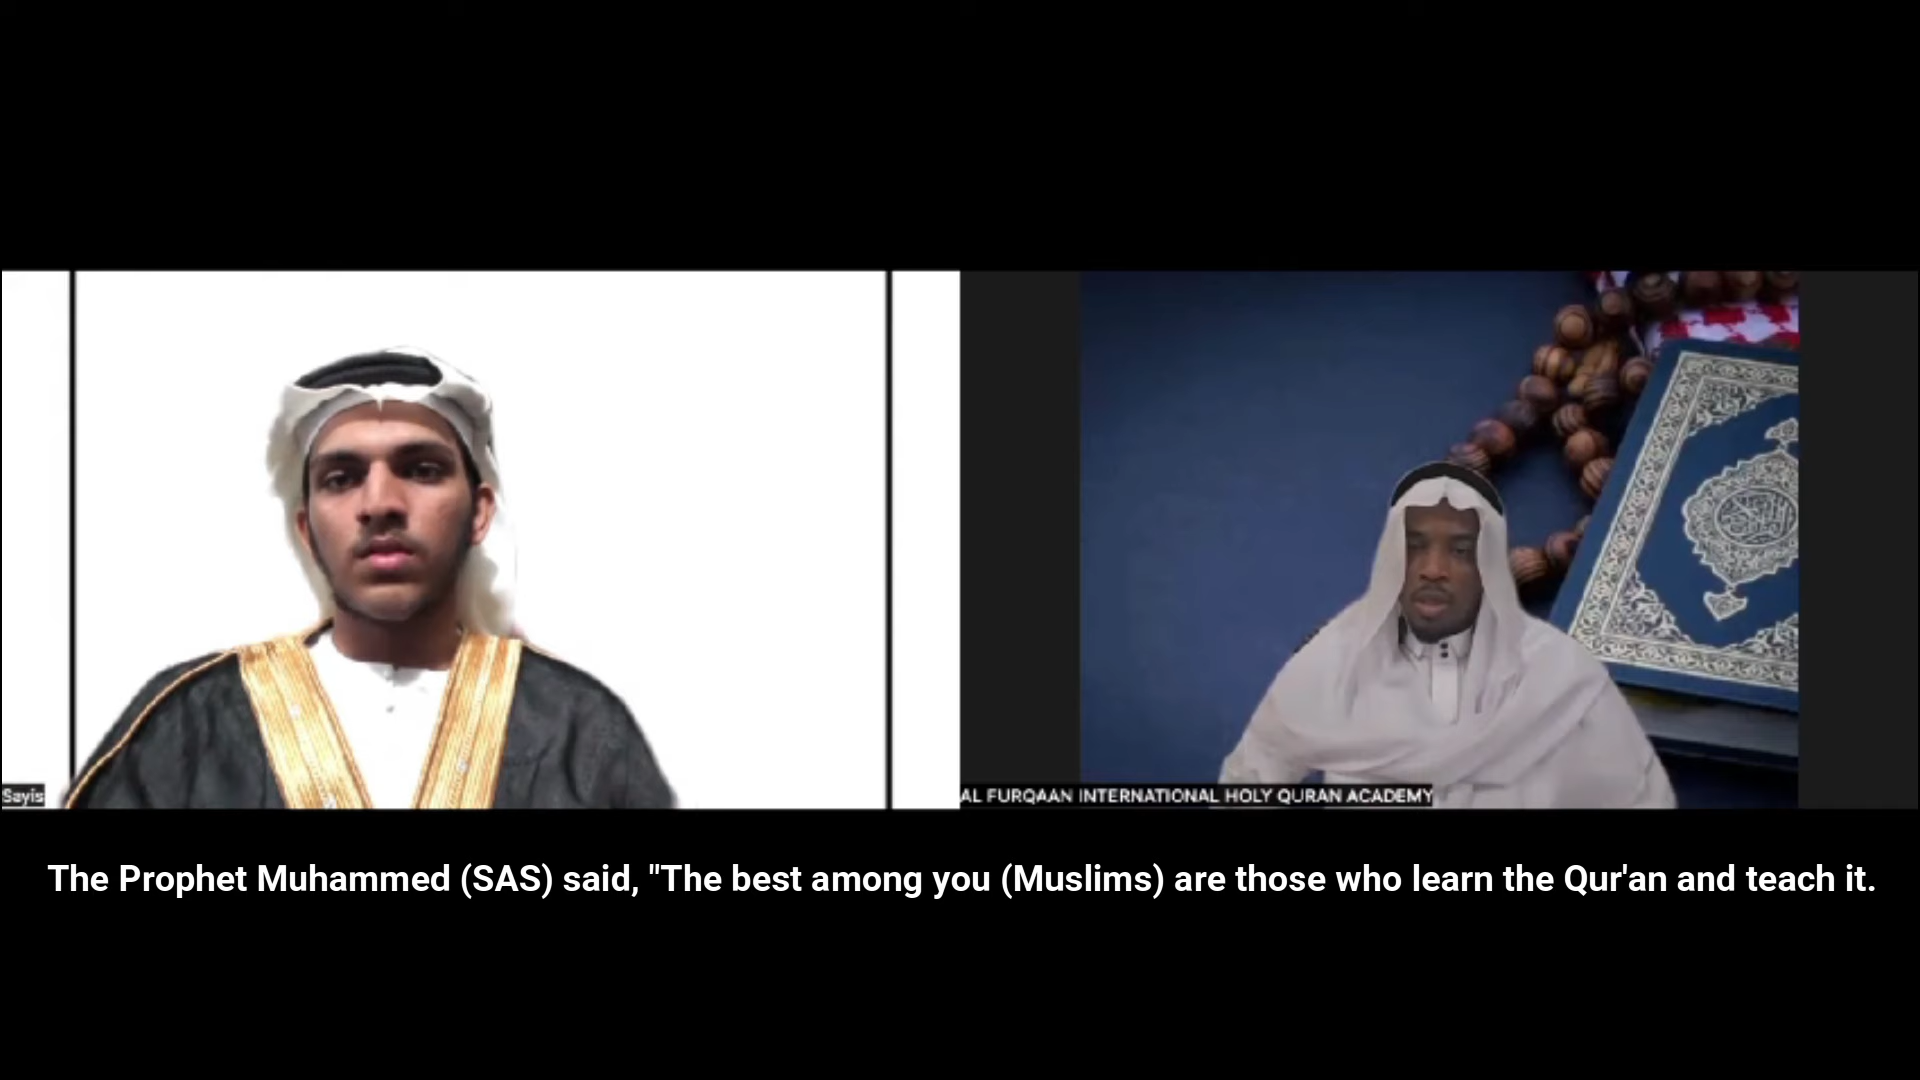 Sayis
AL FURQAAN INTERNATIONAL HOLY QURAN ACADEMY
The Prophet Muhammed (SAS) said, "The best among you (Muslims) are those who learn the Qur'an and teach it.